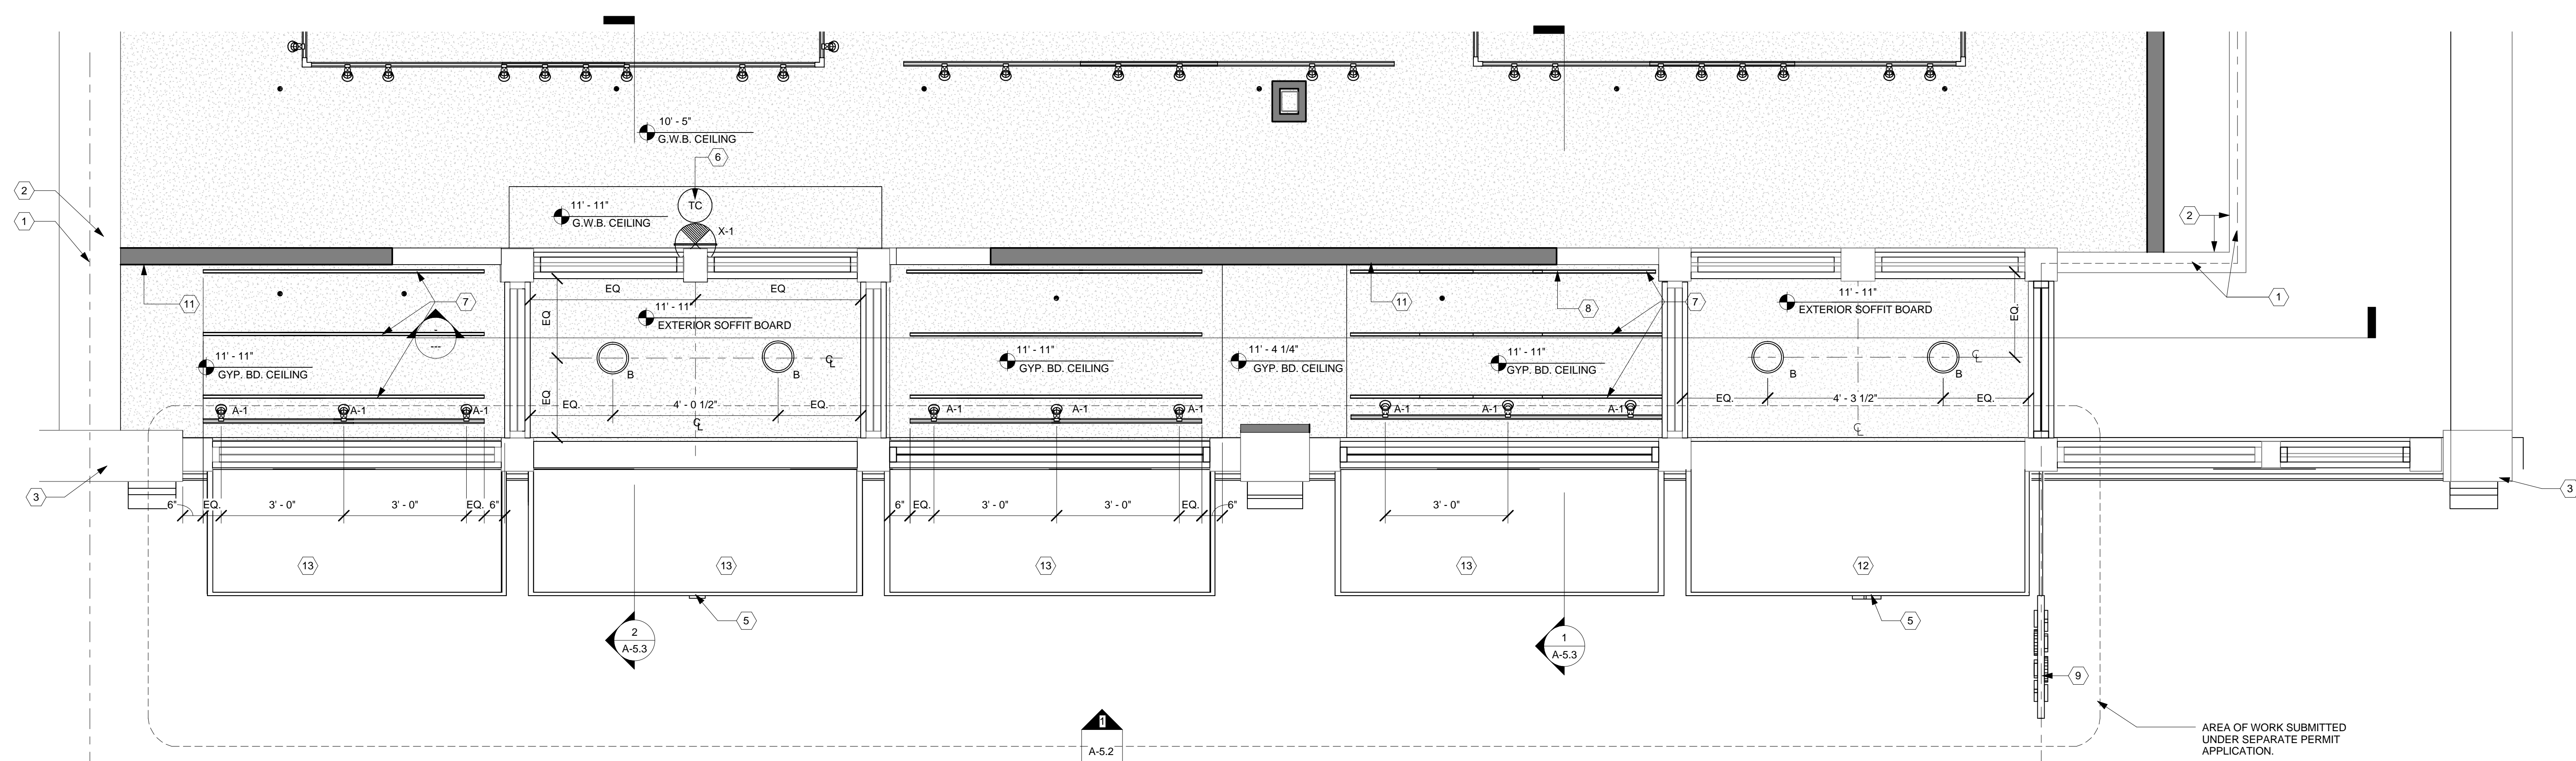 10' - 5"
G.W.B. CEILING
6
2
11' - 11"
TC
G.W.B. CEILING
2
1
X-1
EQ
EQ
1
11
7
11
8
7
11' - 11"
EXTERIOR SOFFIT BOARD
11' - 11"
EXTERIOR SOFFIT BOARD
EQ
EQ.
-
---
11' - 11"
GYP. BD. CEILING
11' - 11"
GYP. BD. CEILING
11' - 4 1/4"
GYP. BD. CEILING
11' - 11"
GYP. BD. CEILING
CL
CL
B
B
B
B
EQ
EQ.
4' - 0 1/2"
EQ.
EQ.
4' - 3 1/2"
EQ.
A-1
A-1
A-1
A-1
A-1
A-1
A-1
A-1
A-1
CL
CL
3
3
6"
EQ.
3' - 0"
3' - 0"
EQ.
6"
6"
EQ.
3' - 0"
3' - 0"
EQ.
6"
3' - 0"
13
13
13
13
12
5
5
2
A-5.3
1
A-5.3
9
1
A-5.2
AREA OF WORK SUBMITTED
UNDER SEPARATE PERMIT
APPLICATION.